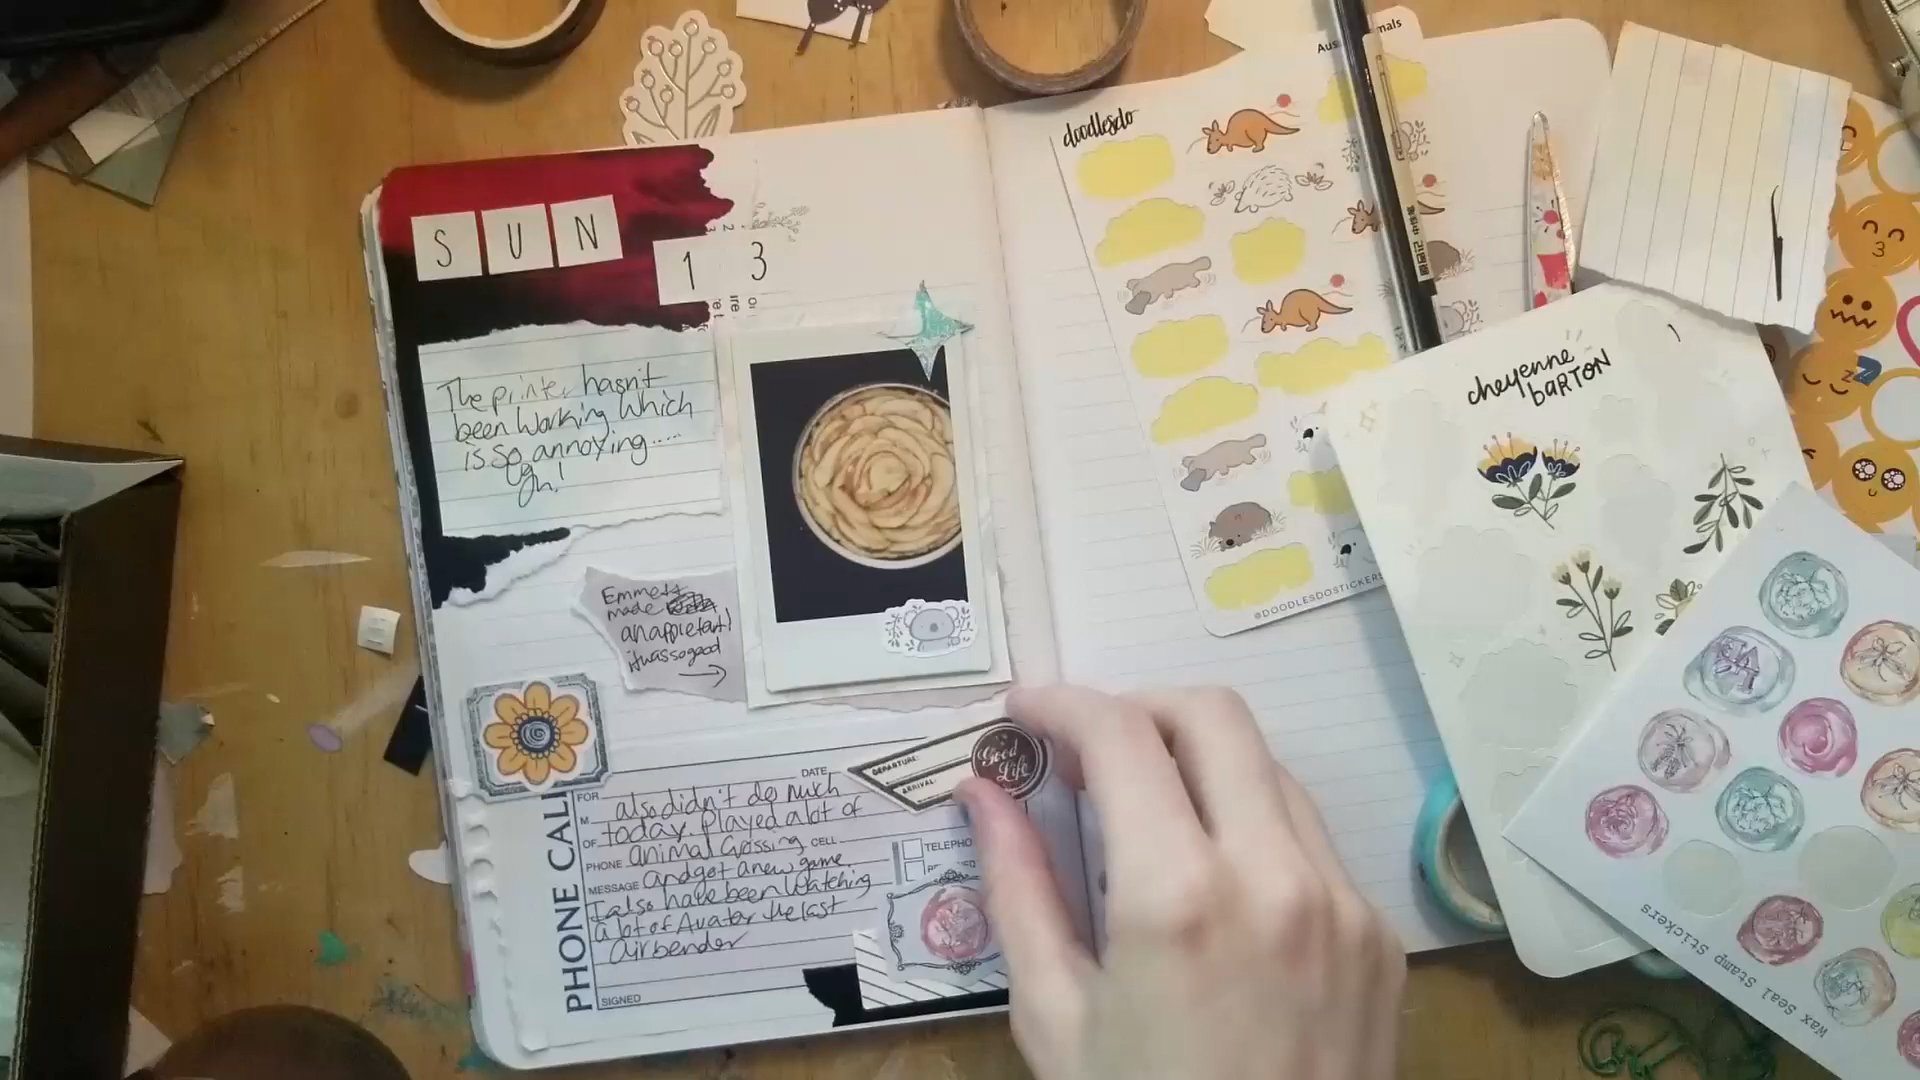 SUN
13
The printer hasn't
been working which
is so annoying.....
Ugh!
Emmett
made
an apple tart!
it was so good
→
DEPARTURE:
ARRIVAL:
Good
Life
PHONE CALL
DATE
FOR
also didn't do much
M
today. Played a lot of
OF
animal Crossing
CELL
PHONE
and got a new game.
MESSAGE
I also have been watching
a lot of Avatar the last
Airbender
SIGNED
TELEPHO
doodlesdo
Aus
mals
@DOODLESDOSTICKERS
cheyenne
BARTON
Wax Seal Stamp Stickers